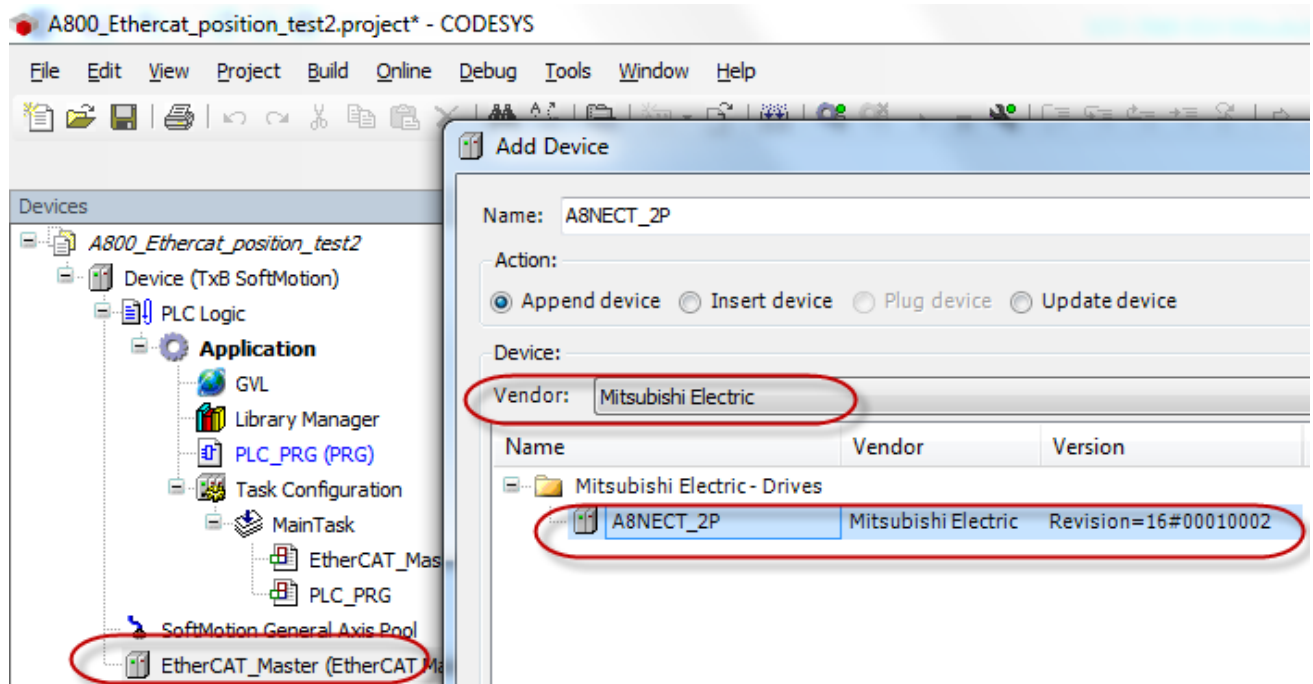 A800_Ethercat_position_test2.project* - CODESYS
File Edit View Project Build Online Debug Tools Window Help
Add Device
Devices
A800_Ethercat_position_test2
Device (TxB SoftMotion)
PLC Logic
Application
GVL
Library Manager
PLC_PRG (PRG)
Task Configuration
MainTask
EtherCAT_Mas
PLC_PRG
SoftMotion General Axis Pool
EtherCAT_Master (EtherCAT Ma
Name: A8NECT_2P
Action:
Append device Insert device Plug device Update device
Device:
Vendor: Mitsubishi Electric
Name Vendor Version
Mitsubishi Electric - Drives
A8NECT_2P Mitsubishi Electric Revision=16#00010002